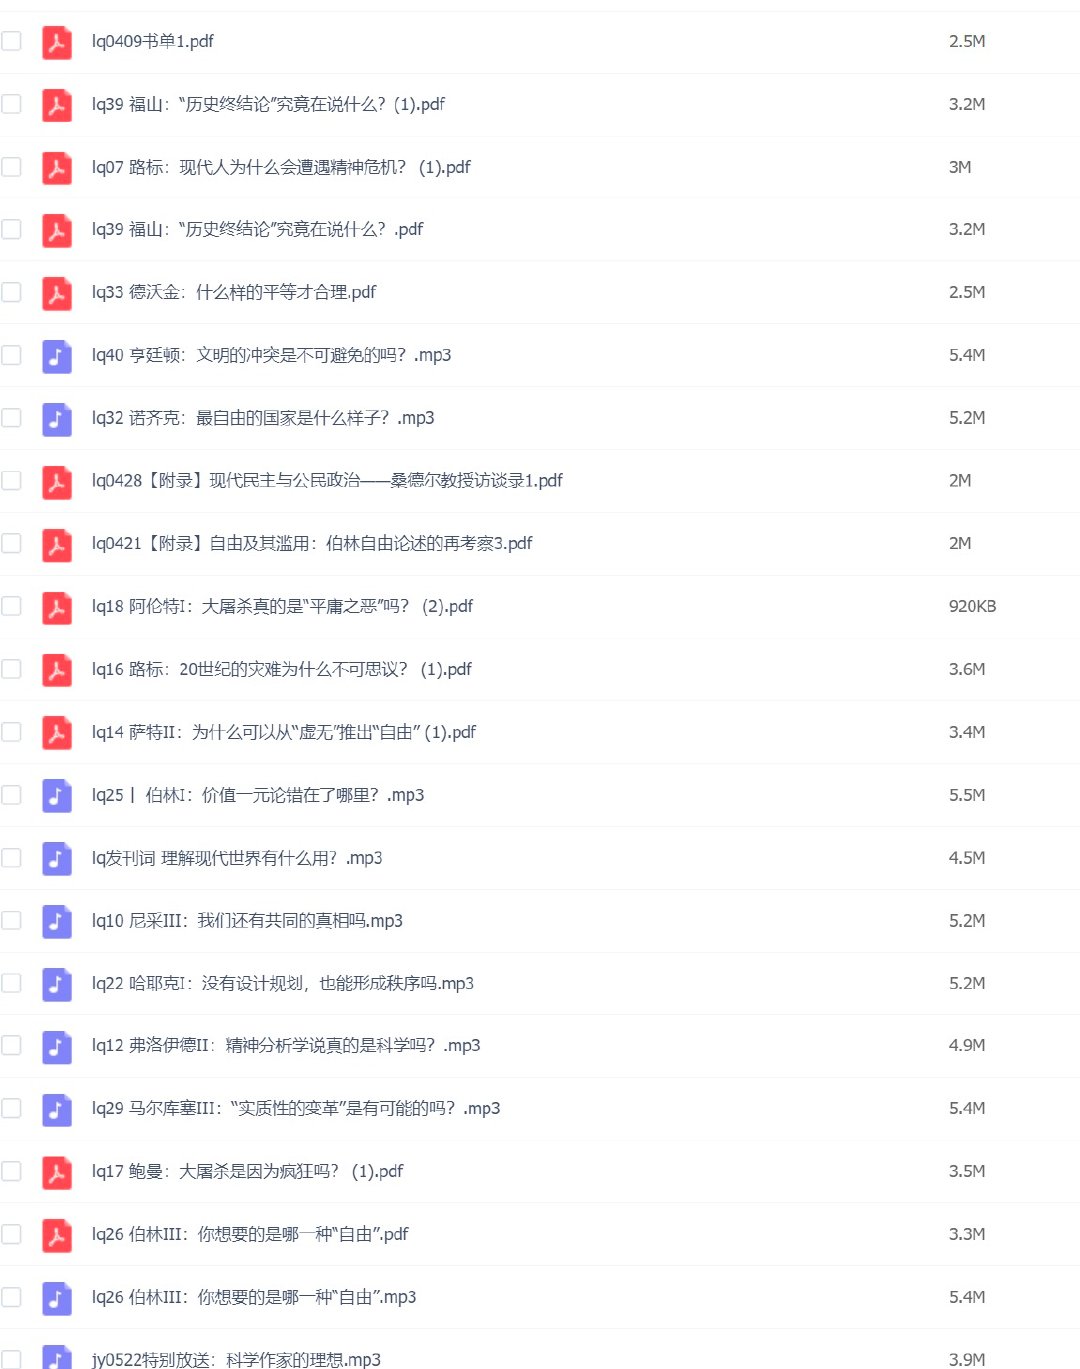 lq0409书单1.pdf 2.5M
lq39 福山：“历史终结论”究竟在说什么？(1).pdf 3.2M
lq07 路标：现代人为什么会遭遇精神危机？ (1).pdf 3M
lq39 福山：“历史终结论”究竟在说什么？.pdf 3.2M
lq33 德沃金：什么样的平等才合理.pdf 2.5M
lq40 亨廷顿：文明的冲突是不可避免的吗？.mp3 5.4M
lq32 诺齐克：最自由的国家是什么样子？.mp3 5.2M
lq0428【附录】现代民主与公民政治——桑德尔教授访谈录1.pdf 2M
lq0421【附录】自由及其滥用：伯林自由论述的再考察3.pdf 2M
lq18 阿伦特I：大屠杀真的是“平庸之恶”吗？ (2).pdf 920KB
lq16 路标：20世纪的灾难为什么不可思议？ (1).pdf 3.6M
lq14 萨特II：为什么可以从“虚无”推出“自由” (1).pdf 3.4M
lq25丨 伯林I：价值一元论错在了哪里？.mp3 5.5M
lq发刊词 理解现代世界有什么用？.mp3 4.5M
lq10 尼采III：我们还有共同的真相吗.mp3 5.2M
lq22 哈耶克I：没有设计规划，也能形成秩序吗.mp3 5.2M
lq12 弗洛伊德II：精神分析学说真的是科学吗？.mp3 4.9M
lq29 马尔库塞III：“实质性的变革”是有可能的吗？.mp3 5.4M
lq17 鲍曼：大屠杀是因为疯狂吗？ (1).pdf 3.5M
lq26 伯林III：你想要的是哪一种“自由”.pdf 3.3M
lq26 伯林III：你想要的是哪一种“自由”.mp3 5.4M
jy0522特别放送：科学作家的理想.mp3 3.9M